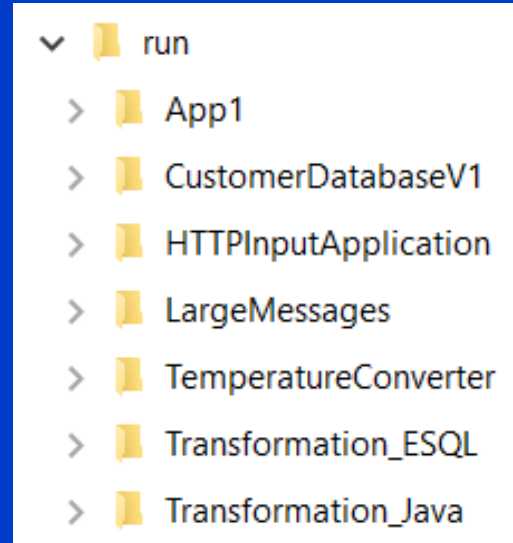 run
App1
CustomerDatabaseV1
HTTPInputApplication
LargeMessages
TemperatureConverter
Transformation_ESQL
Transformation_Java